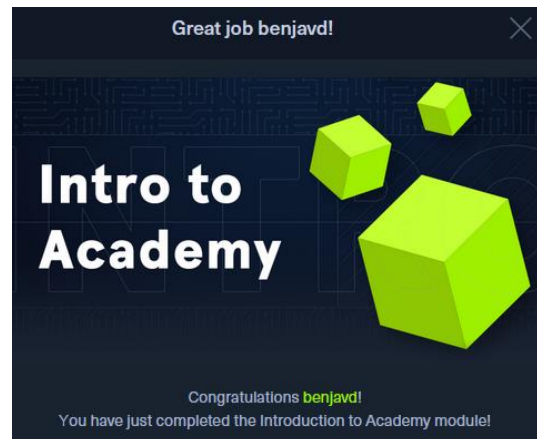 Great job benjavd!
Intro to
Academy
Congratulations benjavd!
You have just completed the Introduction to Academy module!